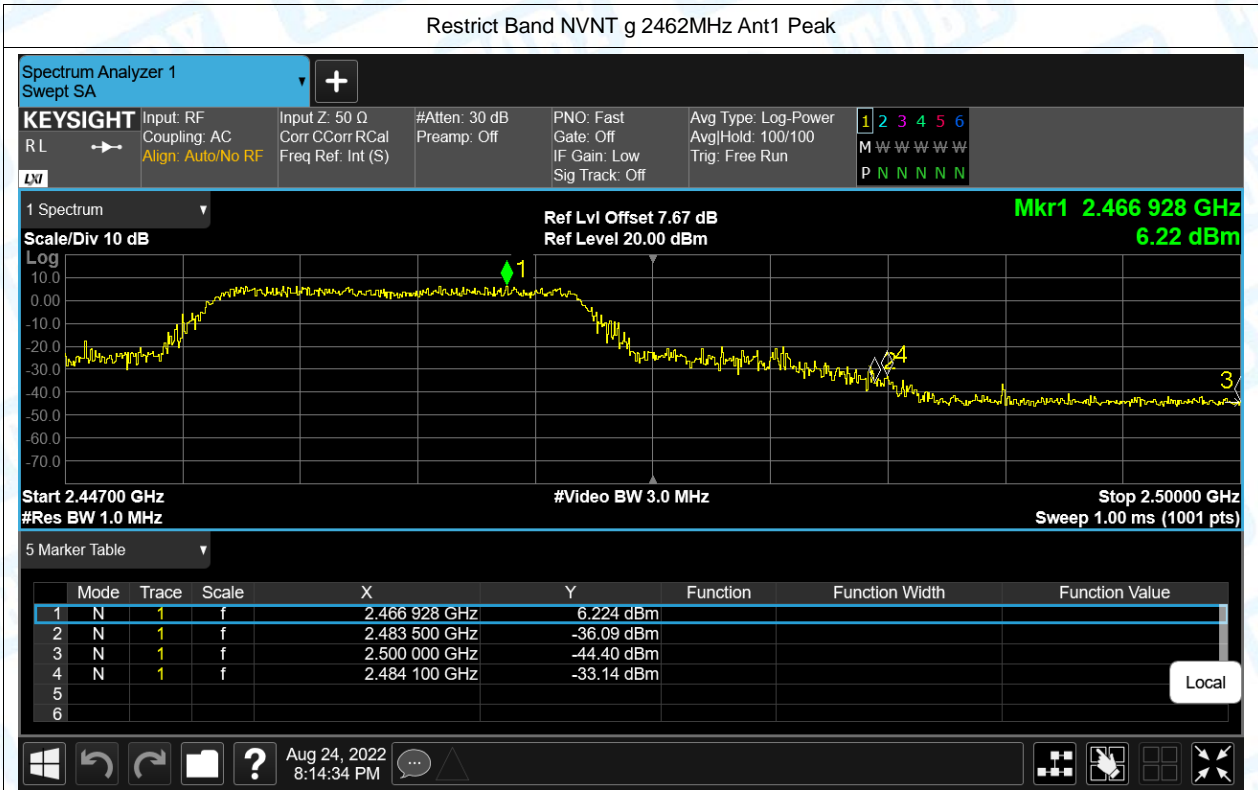 Restrict Band NVNT g 2462MHz Ant1 Peak
Spectrum Analyzer 1
Swept SA
+
KEYSIGHT Input: RF Input Z: 50 Ω #Atten: 30 dB PNO: Fast Avg Type: Log-Power 1 2 3 4 5 6
RL Coupling: AC Corr CCorr RCal Preamp: Off Gate: Off Avg|Hold: 100/100 M W W W W W
Align: Auto/No RF Freq Ref: Int (S) IF Gain: Low Trig: Free Run
LXI Sig Track: Off P N N N N N
1 Spectrum Ref Lvl Offset 7.67 dB Mkr1 2.466 928 GHz
Scale/Div 10 dB Ref Level 20.00 dBm 6.22 dBm
Log
1
10.0
0.00
-10.0
-20.0
2 4
-30.0
3
-40.0
-50.0
-60.0
-70.0
Start 2.44700 GHz #Video BW 3.0 MHz Stop 2.50000 GHz
#Res BW 1.0 MHz Sweep 1.00 ms (1001 pts)
5 Marker Table
Mode Trace Scale X Y Function Function Width Function Value
1 N 1 f 2.466 928 GHz 6.224 dBm
2 N 1 f 2.483 500 GHz -36.09 dBm
3 N 1 f 2.500 000 GHz -44.40 dBm
4 N 1 f 2.484 100 GHz -33.14 dBm
5
6
Local
? Aug 24, 2022
8:14:34 PM